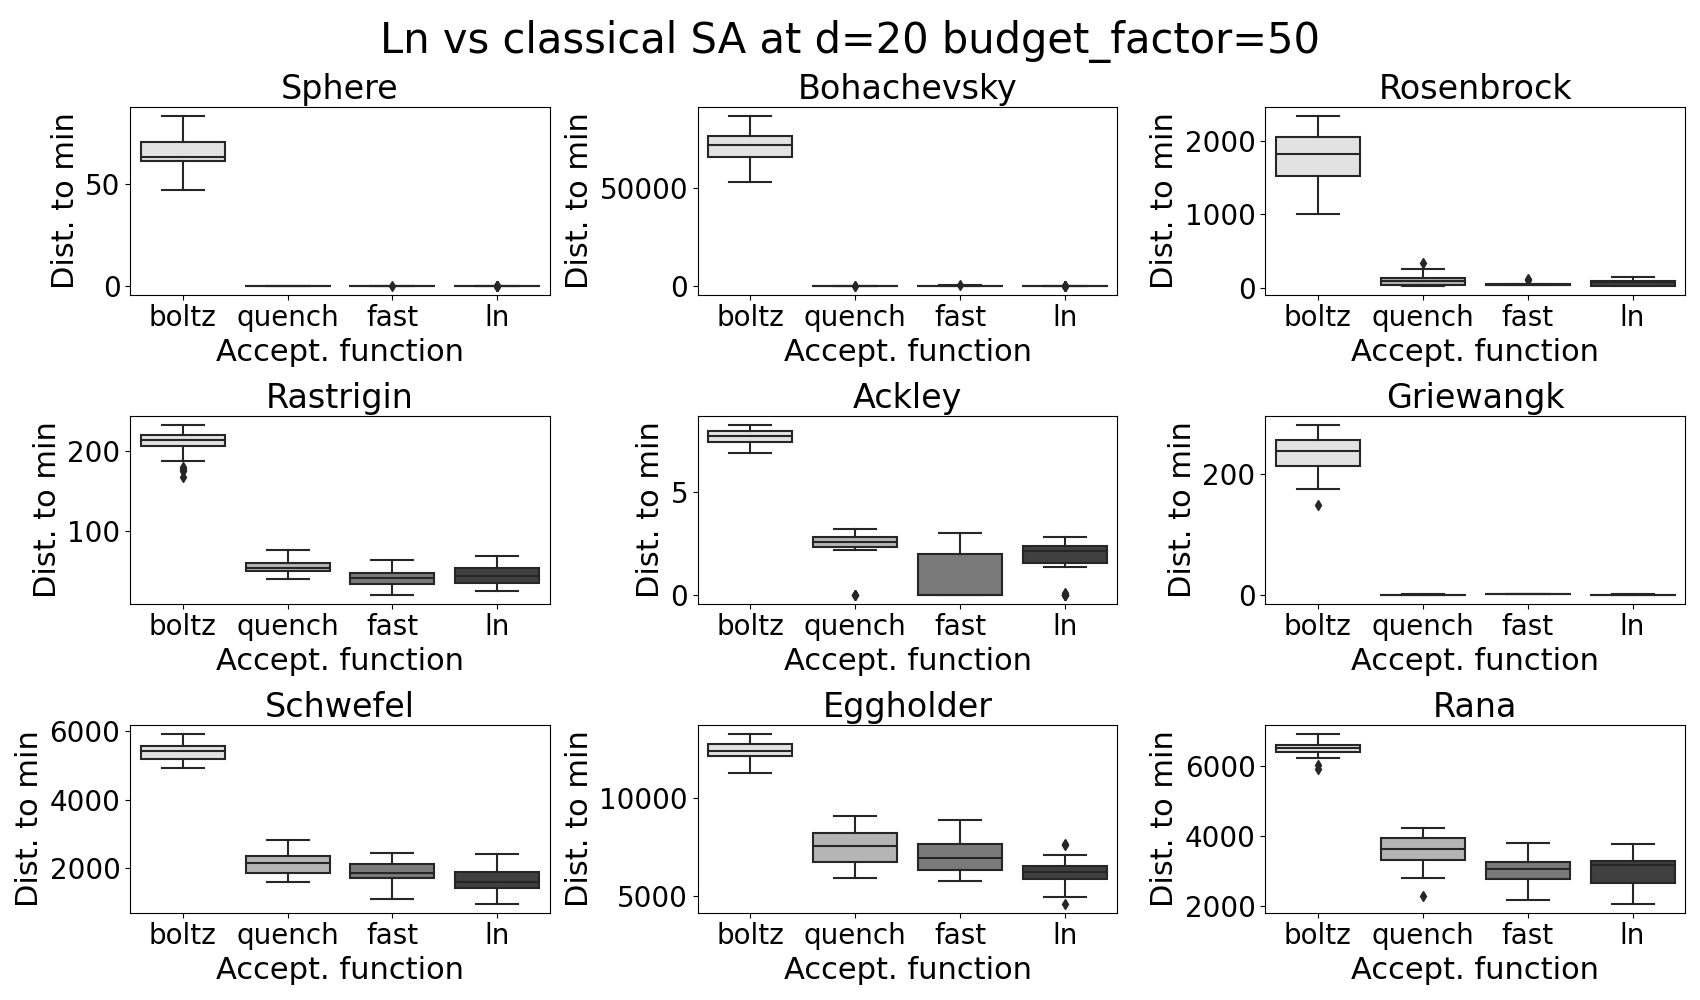 Ln vs classical SA at d=20 budget_factor=50
Sphere
Dist. to min
50
0
boltz quench fast ln
Accept. function
Bohachevsky
Dist. to min
50000
0
boltz quench fast ln
Accept. function
Rosenbrock
Dist. to min
2000
1000
0
boltz quench fast ln
Accept. function
Rastrigin
Dist. to min
200
100
boltz quench fast ln
Accept. function
Ackley
Dist. to min
5
0
boltz quench fast ln
Accept. function
Griewangk
Dist. to min
200
0
boltz quench fast ln
Accept. function
Schwefel
Dist. to min
6000
4000
2000
boltz quench fast ln
Accept. function
Eggholder
Dist. to min
10000
5000
boltz quench fast ln
Accept. function
Rana
Dist. to min
6000
4000
2000
boltz quench fast ln
Accept. function